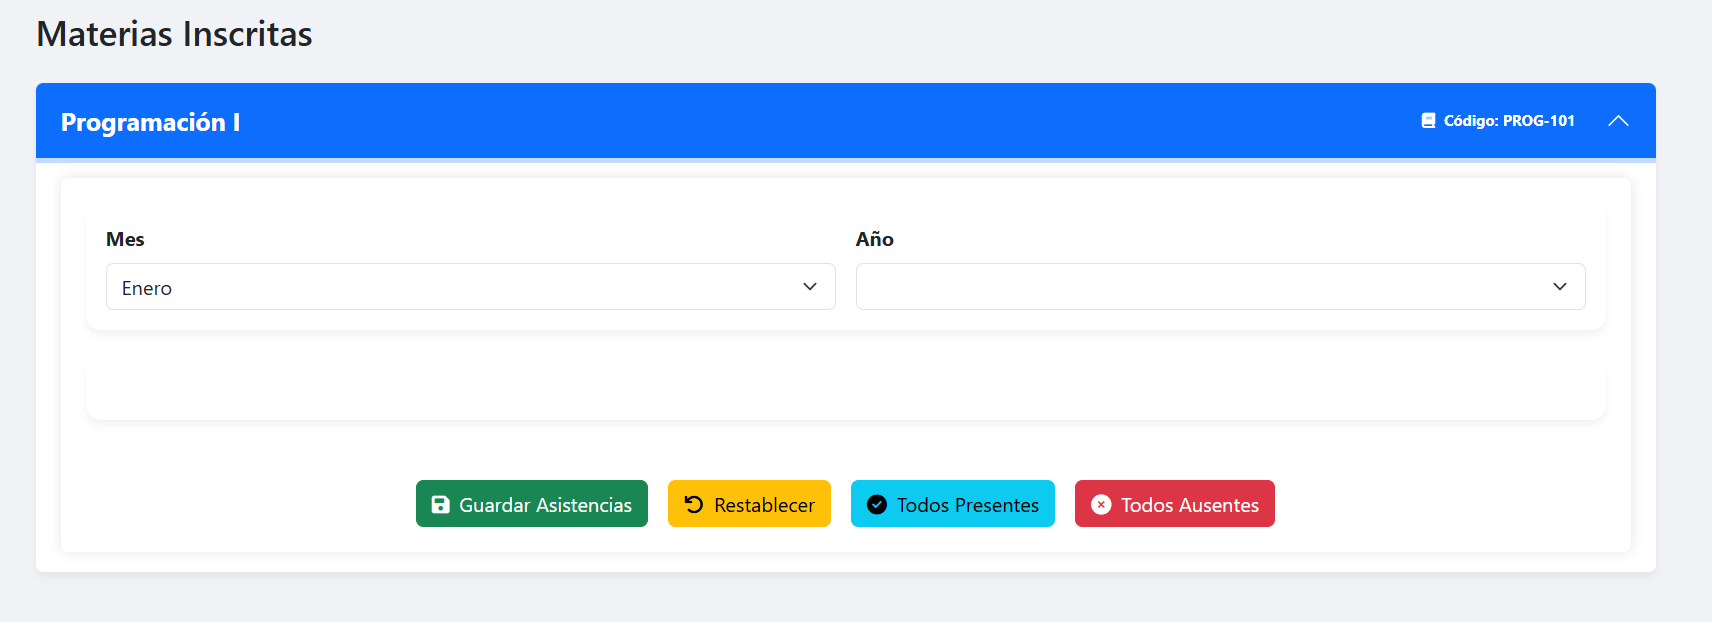 Materias Inscritas
Programación I
Código: PROG-101
Mes
Año
Enero
Guardar Asistencias
Restablecer
Todos Presentes
Todos Ausentes